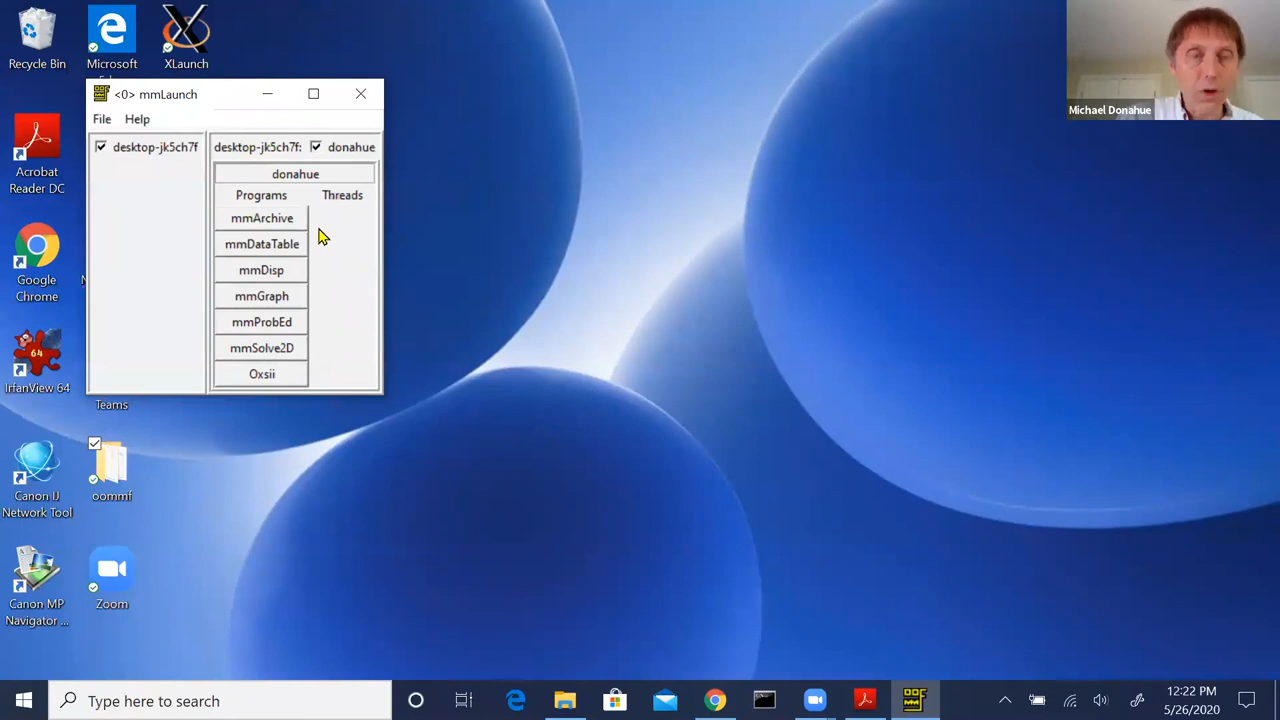 Recycle Bin
Microsoft
XLaunch
Michael Donahue
<0> mmLaunch
File Help
desktop-jk5ch7f
desktop-jk5ch7f: donahue
donahue
Programs Threads
mmArchive
mmDataTable
mmDisp
mmGraph
mmProbEd
mmSolve2D
Oxsii
Acrobat
Reader DC
Google
Chrome
64
IrfanView 64
Teams
Canon IJ
Network Tool
oommf
Canon MP
Navigator ...
Zoom
Type here to search
12:22 PM
5/26/2020